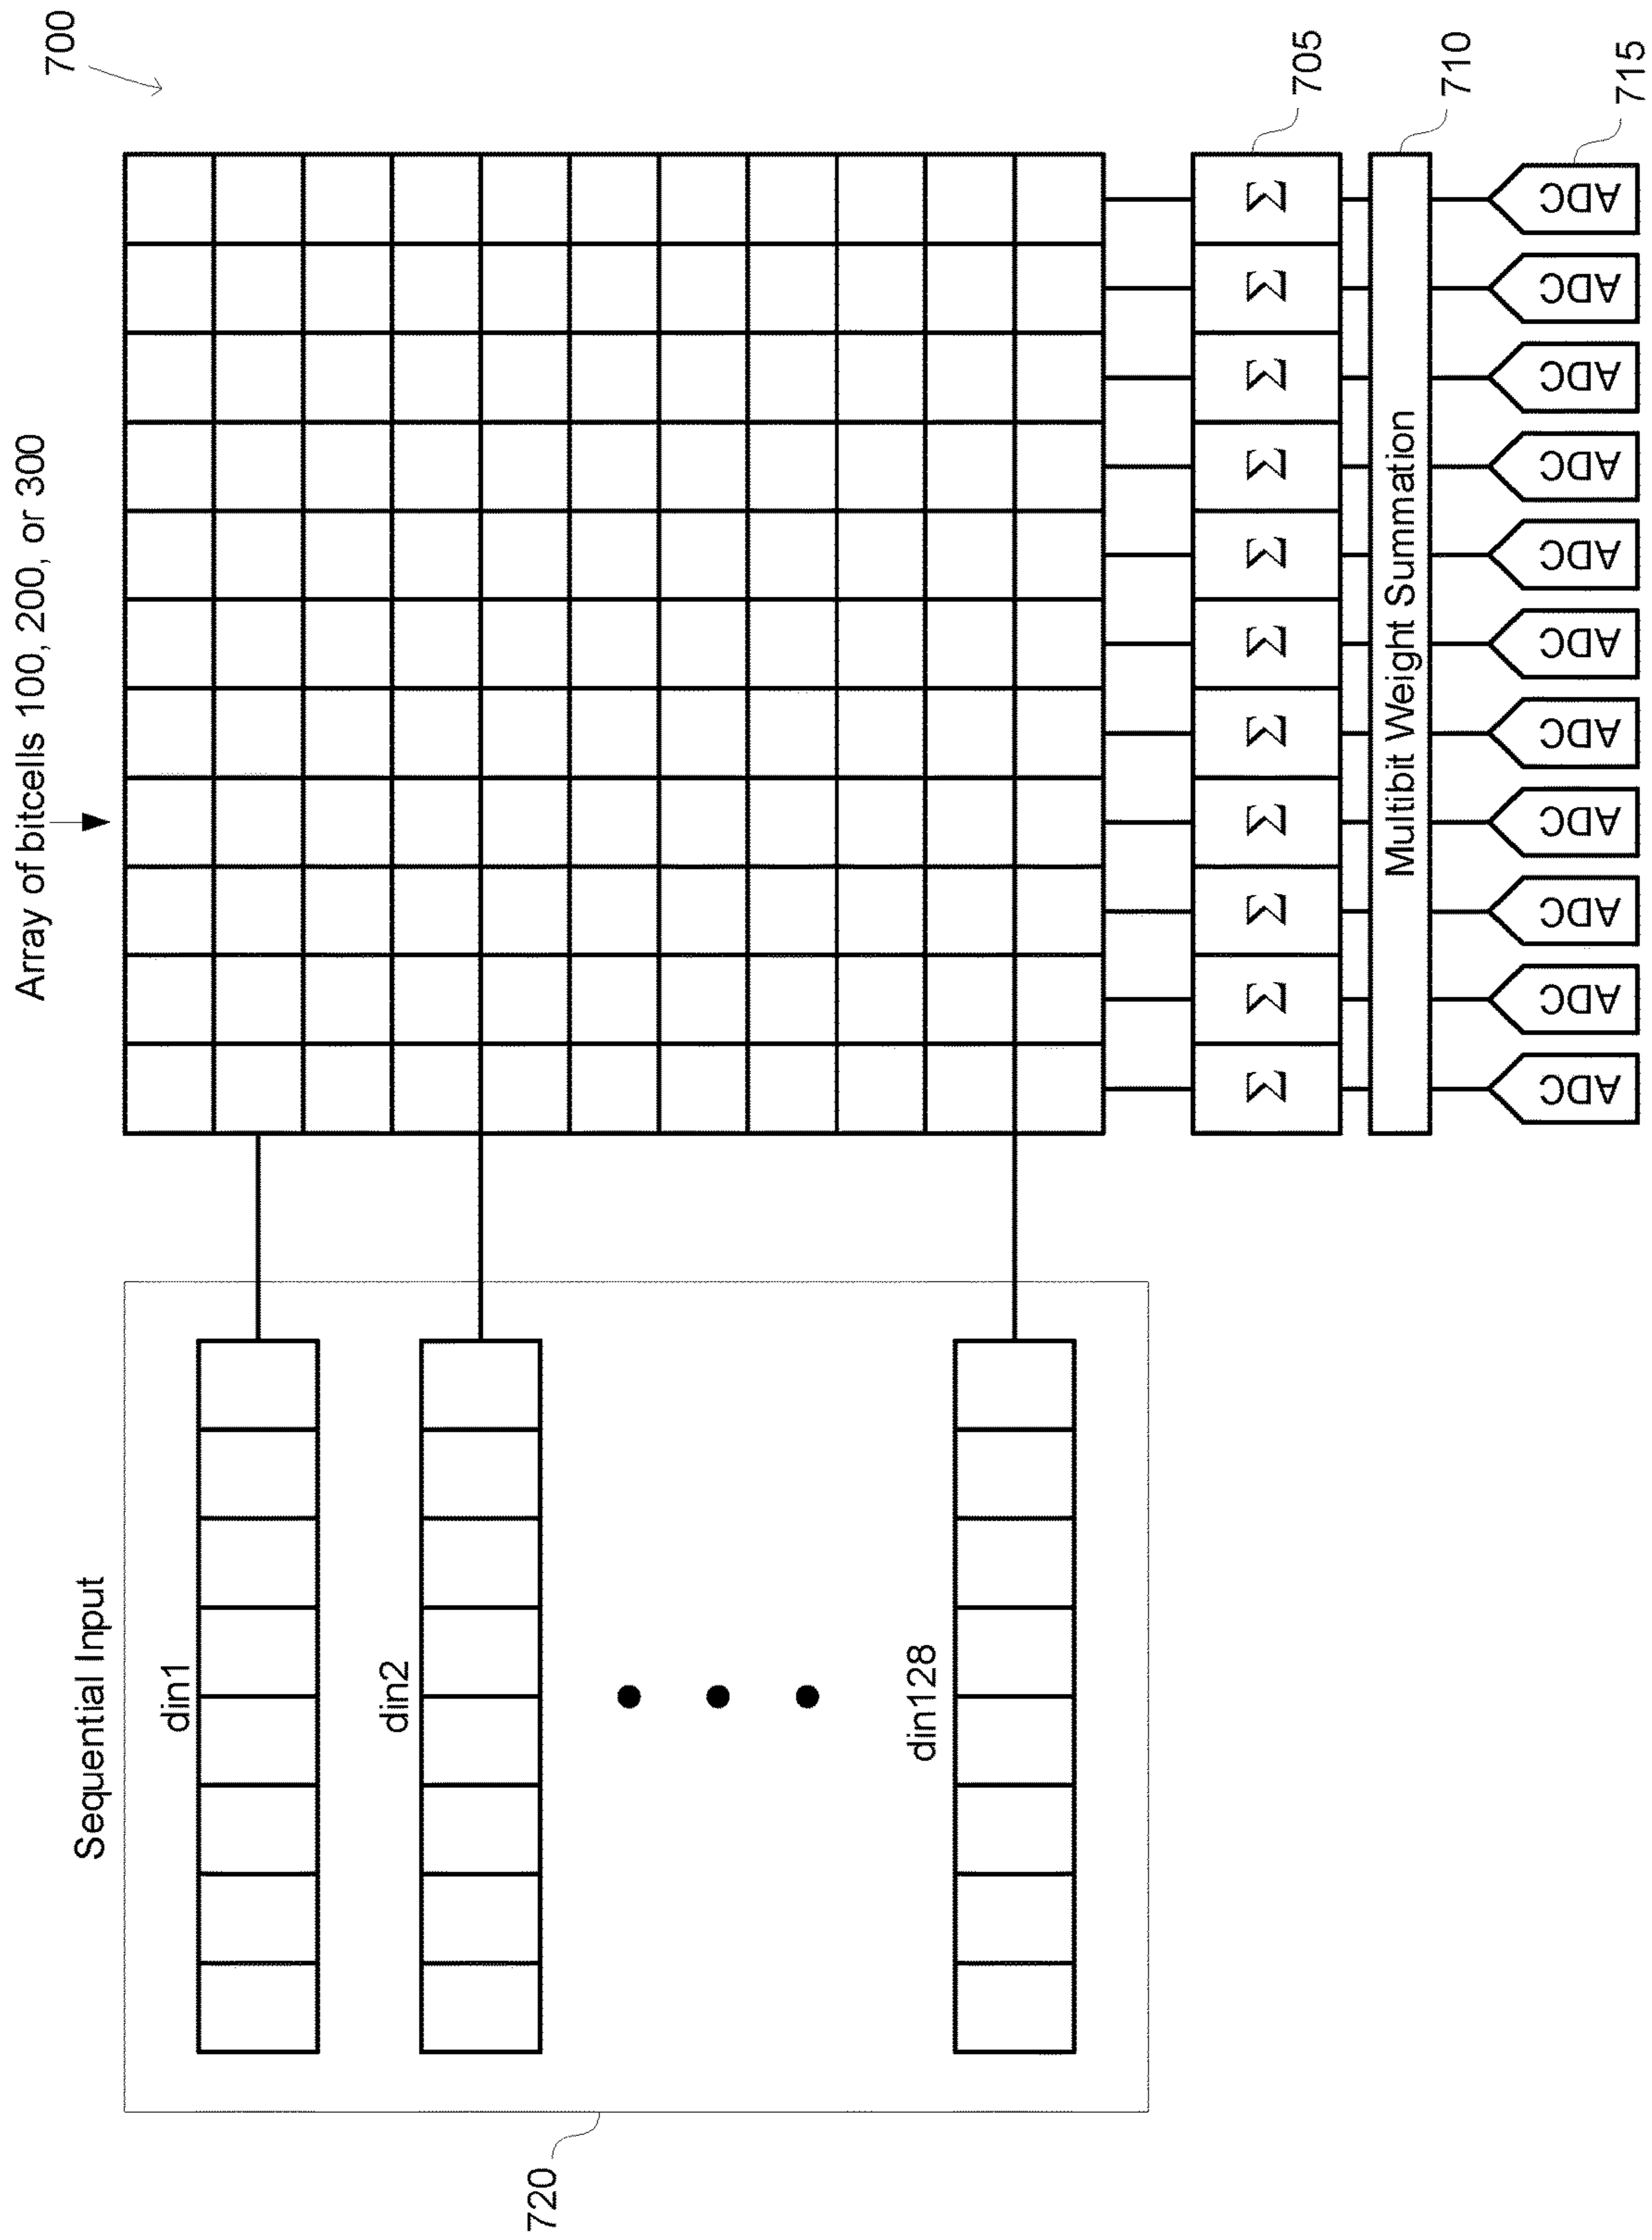 700
Array of bitcells 100, 200, or 300
Sequential Input
din1
din2
din128
720
Σ Σ Σ Σ Σ Σ Σ Σ Σ Σ Σ
705
Multibit Weight Summation
710
ADC ADC ADC ADC ADC ADC ADC ADC ADC ADC ADC
715